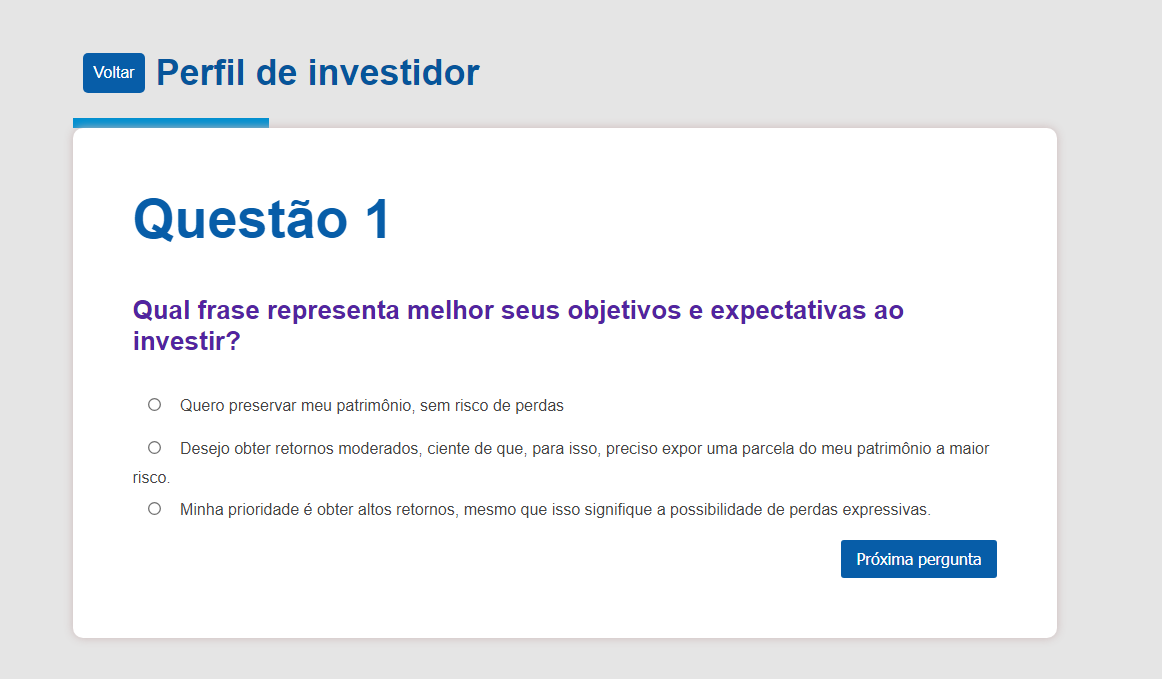 Voltar Perfil de investidor
Questão 1
Qual frase representa melhor seus objetivos e expectativas ao
investir?
Quero preservar meu patrimônio, sem risco de perdas
Desejo obter retornos moderados, ciente de que, para isso, preciso expor uma parcela do meu patrimônio a maior
risco.
Minha prioridade é obter altos retornos, mesmo que isso signifique a possibilidade de perdas expressivas.
Próxima pergunta